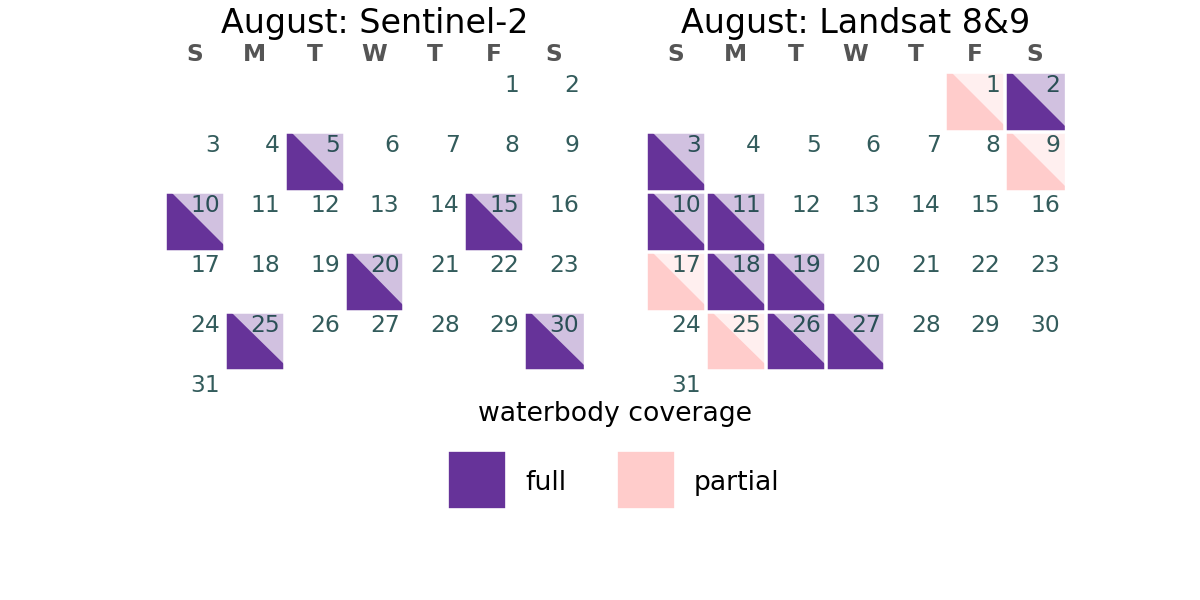 August: Sentinel-2
S M T W T F S
1 2
3 4 5 6 7 8 9
10 11 12 13 14 15 16
17 18 19 20 21 22 23
24 25 26 27 28 29 30
31
August: Landsat 8&9
S M T W T F S
1 2
3 4 5 6 7 8 9
10 11 12 13 14 15 16
17 18 19 20 21 22 23
24 25 26 27 28 29 30
31
waterbody coverage
full
partial